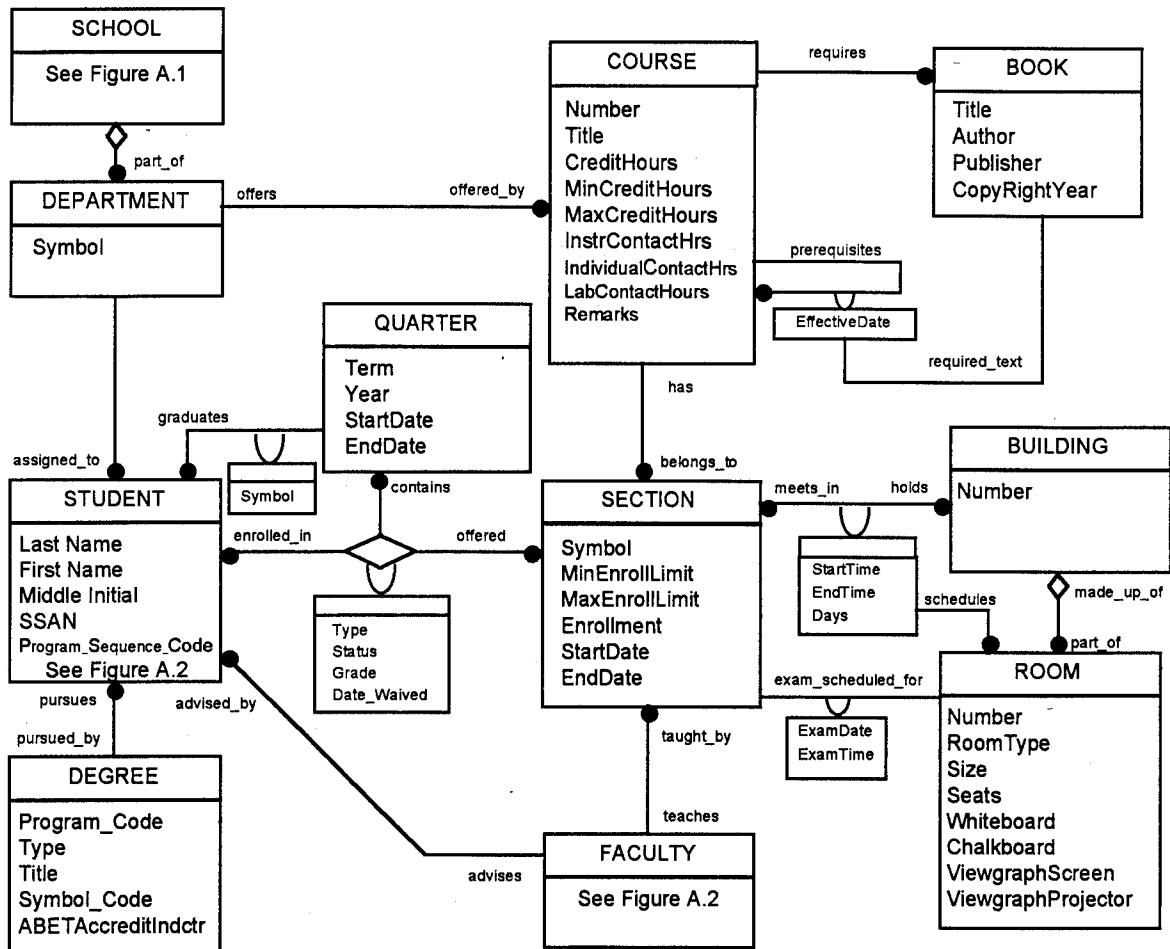 SCHOOL
See Figure A.1
part_of
DEPARTMENT
Symbol
offers
offered_by
COURSE
Number
Title
CreditHours
MinCreditHours
MaxCreditHours
InstrContactHrs
IndividualContactHrs
LabContactHours
Remarks
requires
BOOK
Title
Author
Publisher
CopyRightYear
prerequisites
EffectiveDate
required_text
has
belongs_to
QUARTER
Term
Year
StartDate
EndDate
graduates
Symbol
contains
assigned_to
STUDENT
Last Name
First Name
Middle Initial
SSAN
Program_Sequence_Code
See Figure A.2
enrolled_in
offered
Type
Status
Grade
Date_Waived
SECTION
Symbol
MinEnrollLimit
MaxEnrollLimit
Enrollment
StartDate
EndDate
meets_in
holds
BUILDING
Number
StartTime
EndTime
Days
schedules
made_up_of
part_of
exam_scheduled_for
ExamDate
ExamTime
ROOM
Number
RoomType
Size
Seats
Whiteboard
Chalkboard
ViewgraphScreen
ViewgraphProjector
pursues
pursued_by
advised_by
advises
taught_by
teaches
DEGREE
Program_Code
Type
Title
Symbol_Code
ABETAccreditIndctr
FACULTY
See Figure A.2